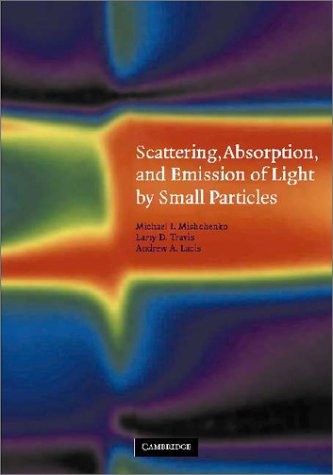 Scattering, Absorption,
and Emission of Light
by Small Particles
Michael I. Mishchenko
Larry D. Travis
Andrew A. Lacis
CAMBRIDGE